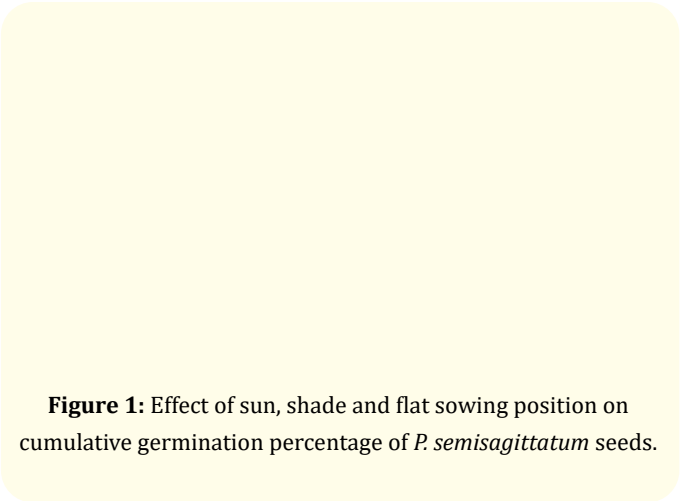 Figure 1: Effect of sun, shade and flat sowing position on
cumulative germination percentage of P. semisagittatum seeds.